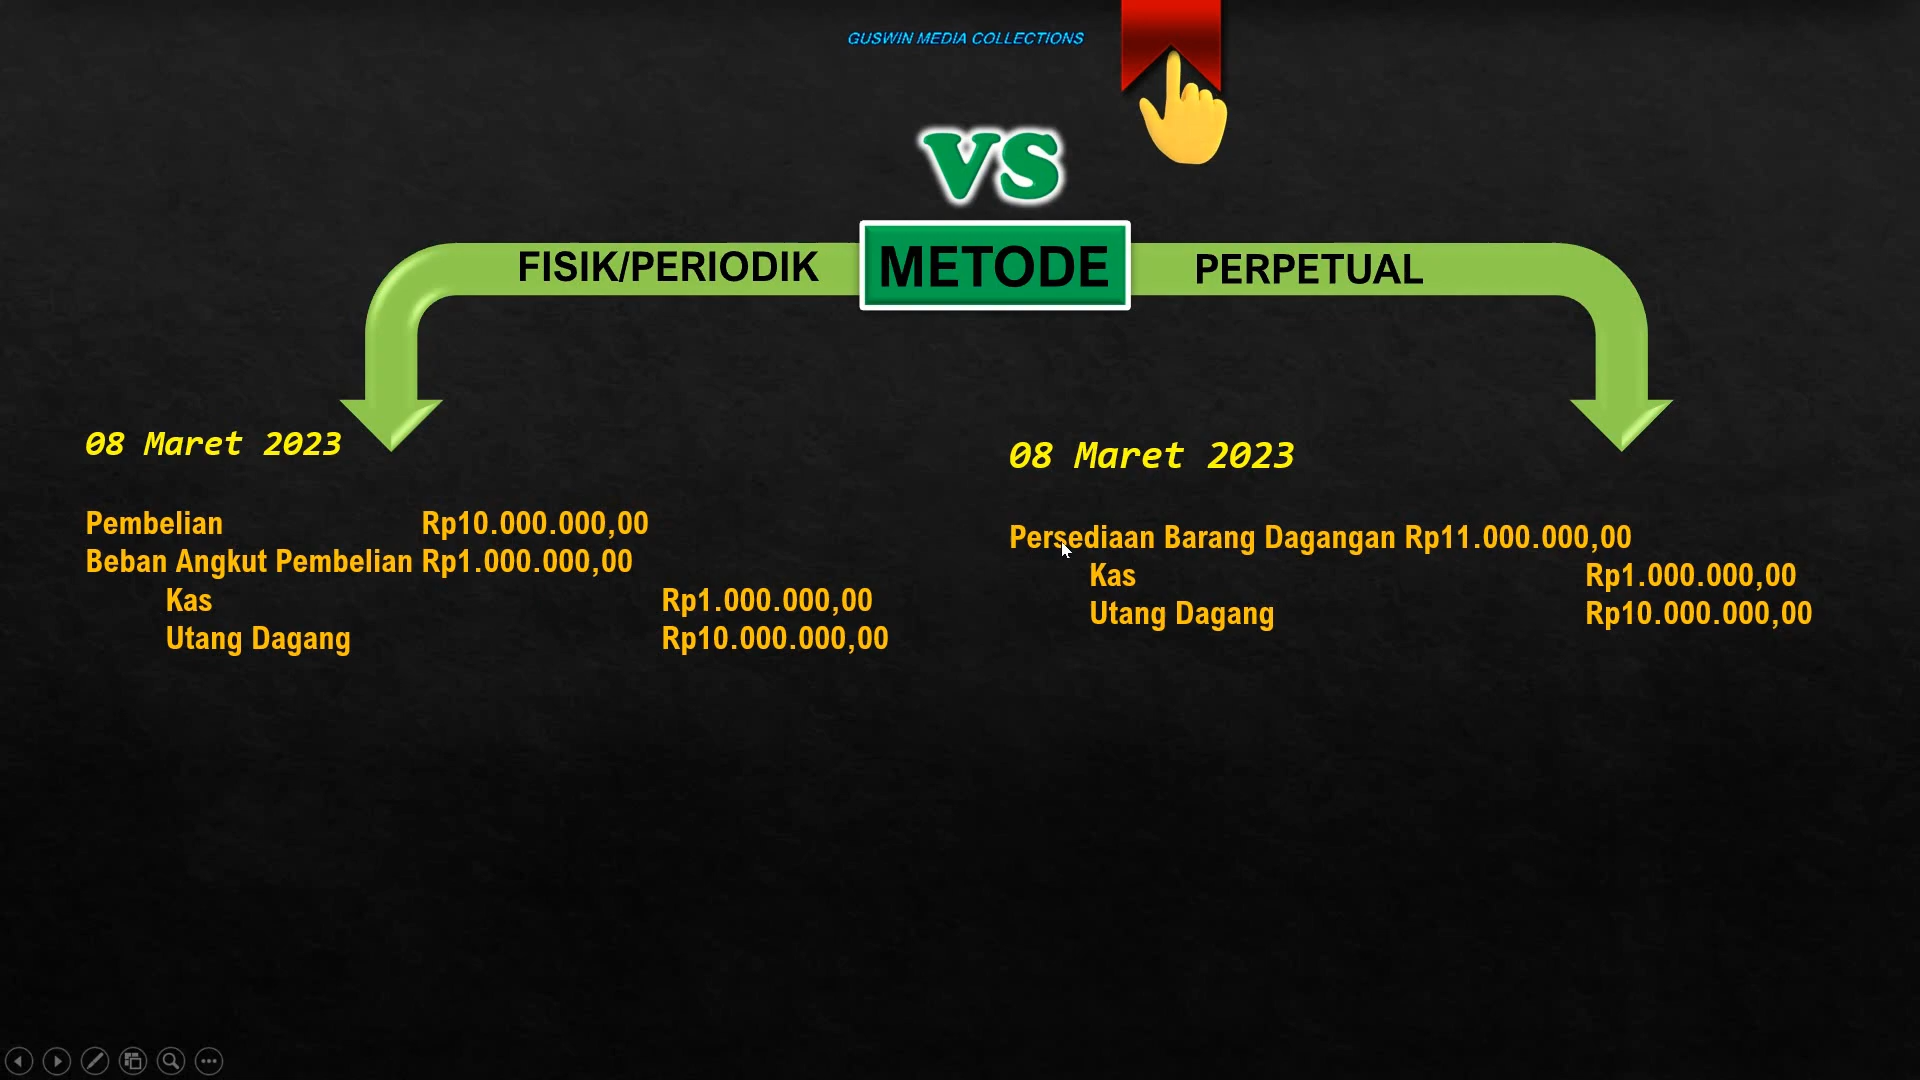 GUSWIN MEDIA COLLECTIONS
VS
FISIK/PERIODIK
METODE
PERPETUAL
08 Maret 2023
Pembelian Rp10.000.000,00
Beban Angkut Pembelian Rp1.000.000,00
Kas Rp1.000.000,00
Utang Dagang Rp10.000.000,00
08 Maret 2023
Persediaan Barang Dagangan Rp11.000.000,00
Kas Rp1.000.000,00
Utang Dagang Rp10.000.000,00